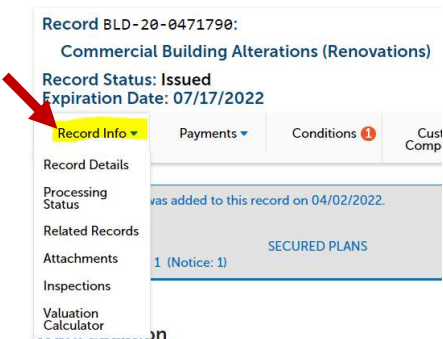 Record BLD-20-0471790:
Commercial Building Alterations (Renovations)
Record Status: Issued
Expiration Date: 07/17/2022
Record Info Payments Conditions 1
Record Details
Processing
Status
was added to this record on 04/02/2022.
Related Records
SECURED PLANS
Attachments
1 (Notice: 1)
Inspections
Valuation
Calculator